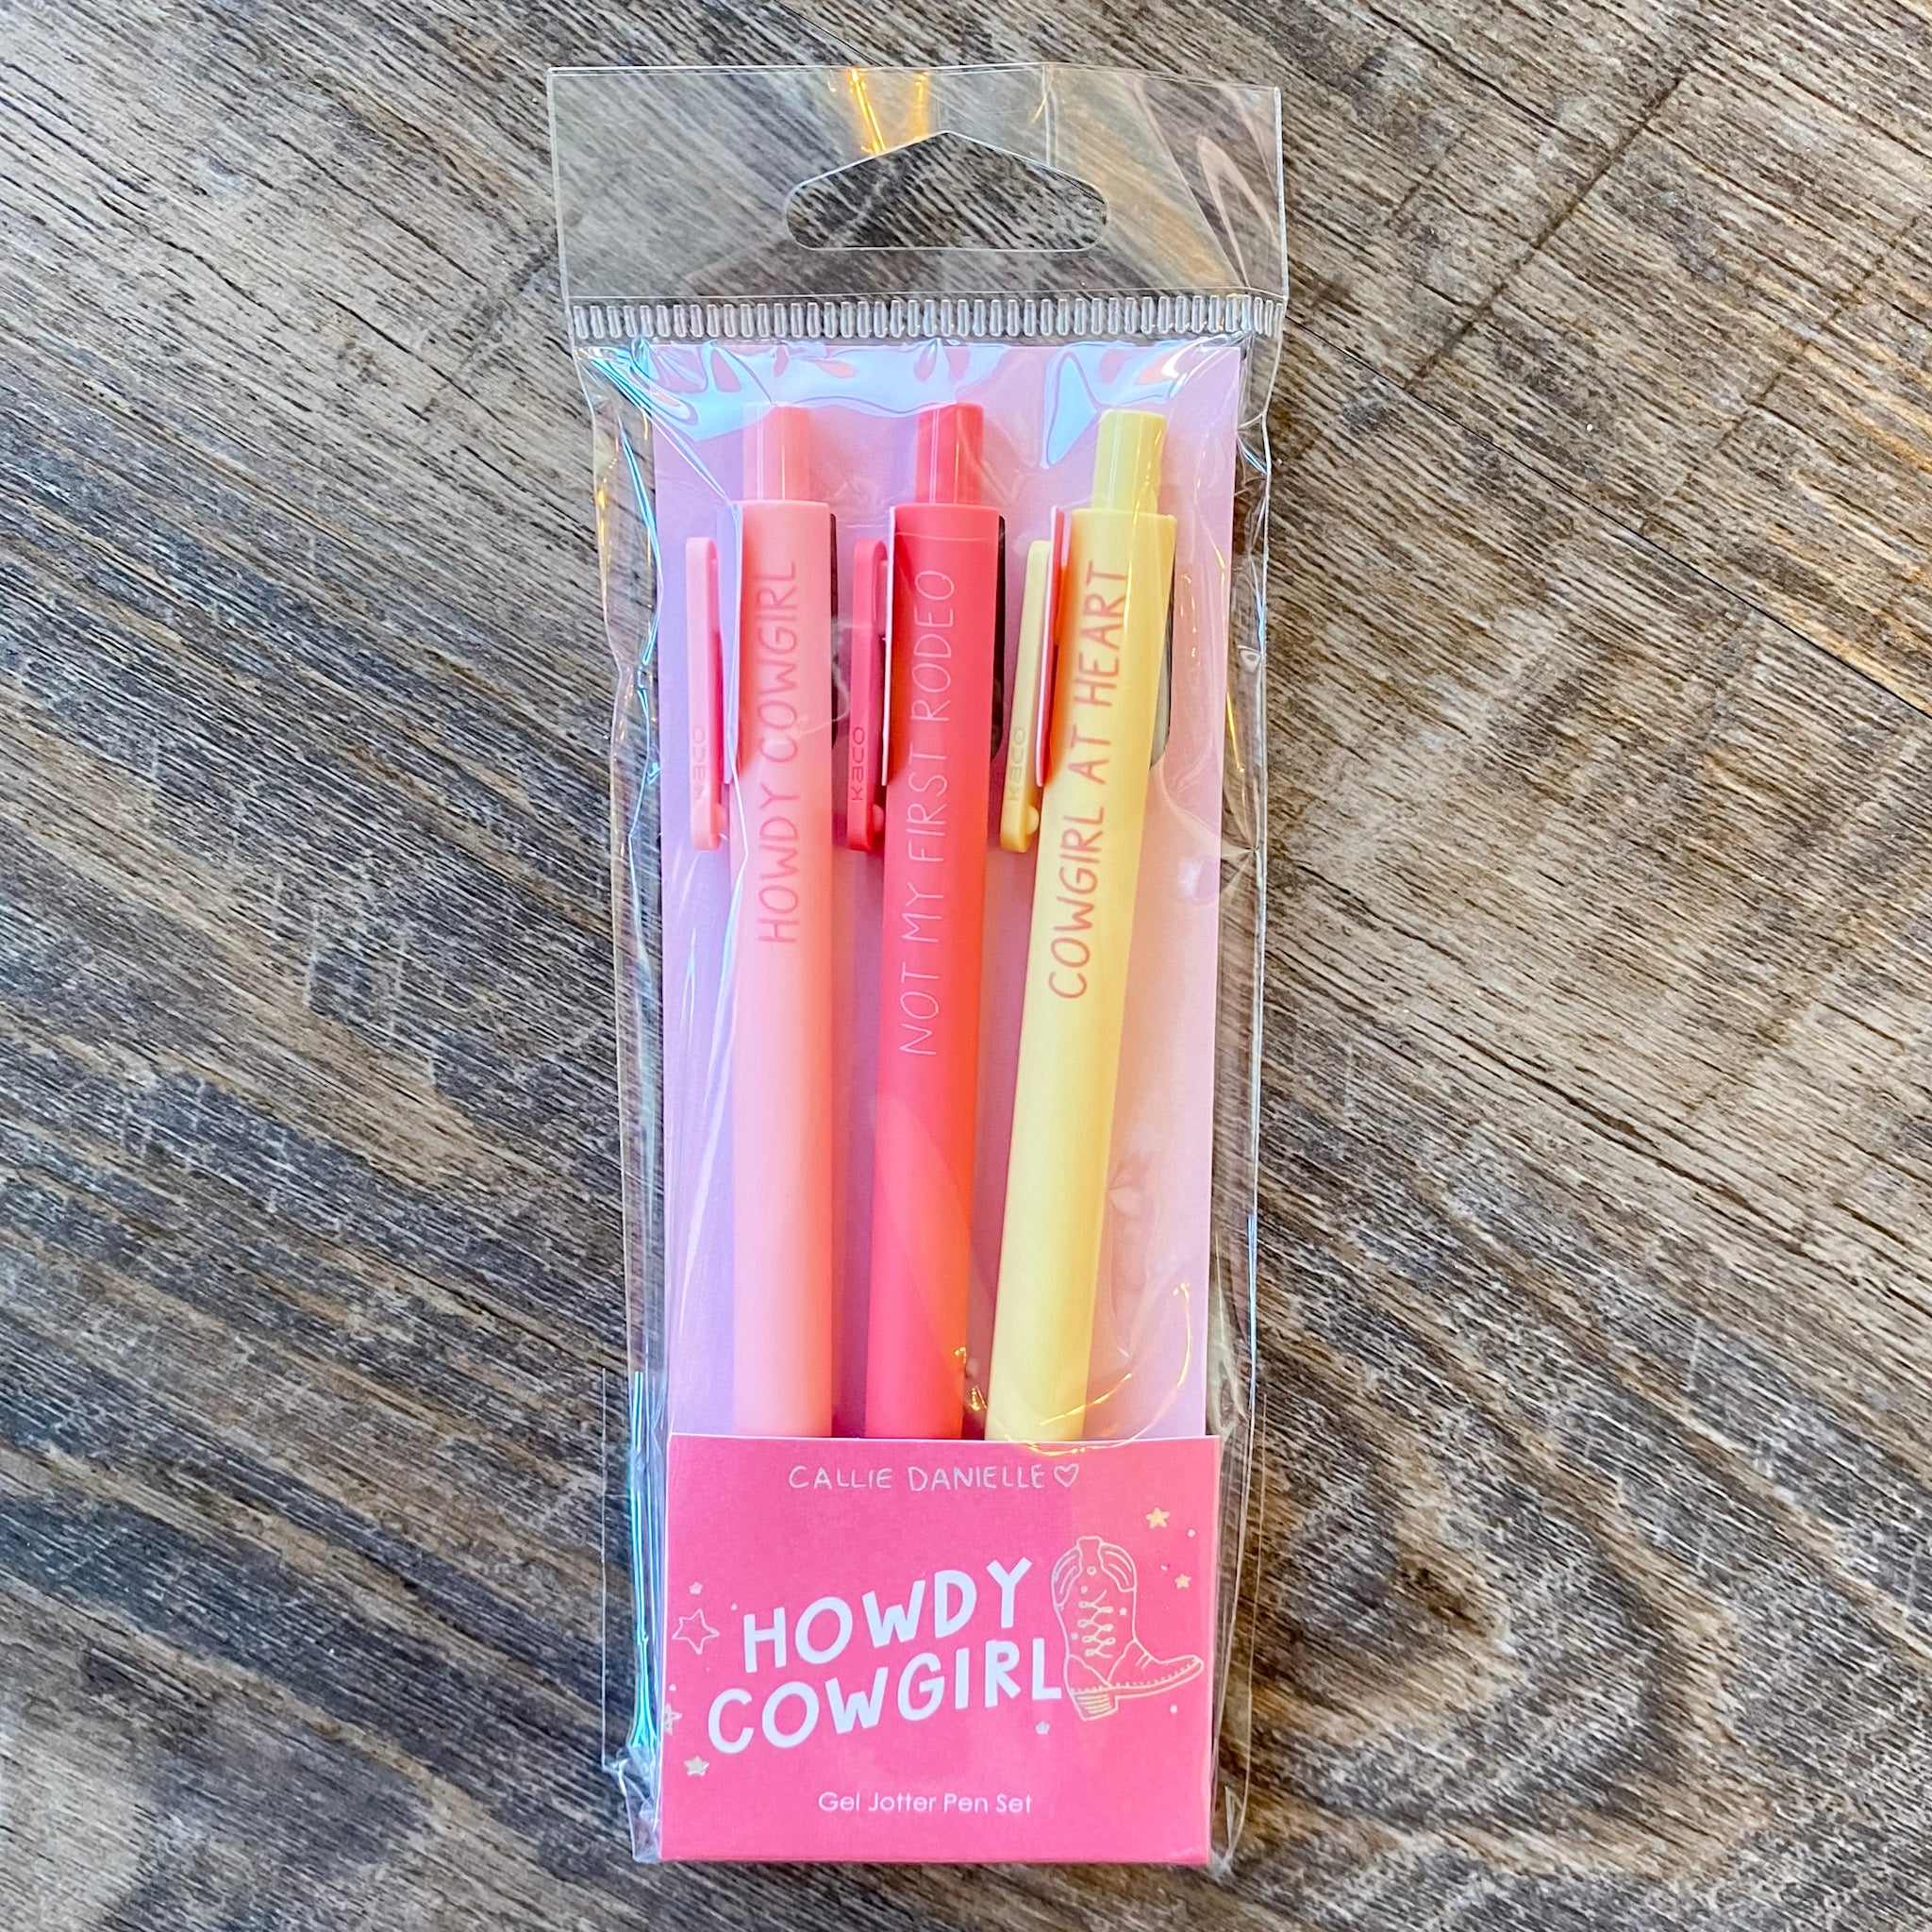 HOWDY COWGIRL
NOT MY FIRST RODEO
COWGIRL AT HEART
KACO
KACO
KACO
CALLIE DANIELLE♡
HOWDY
COWGIRL
Gel Jotter Pen Set